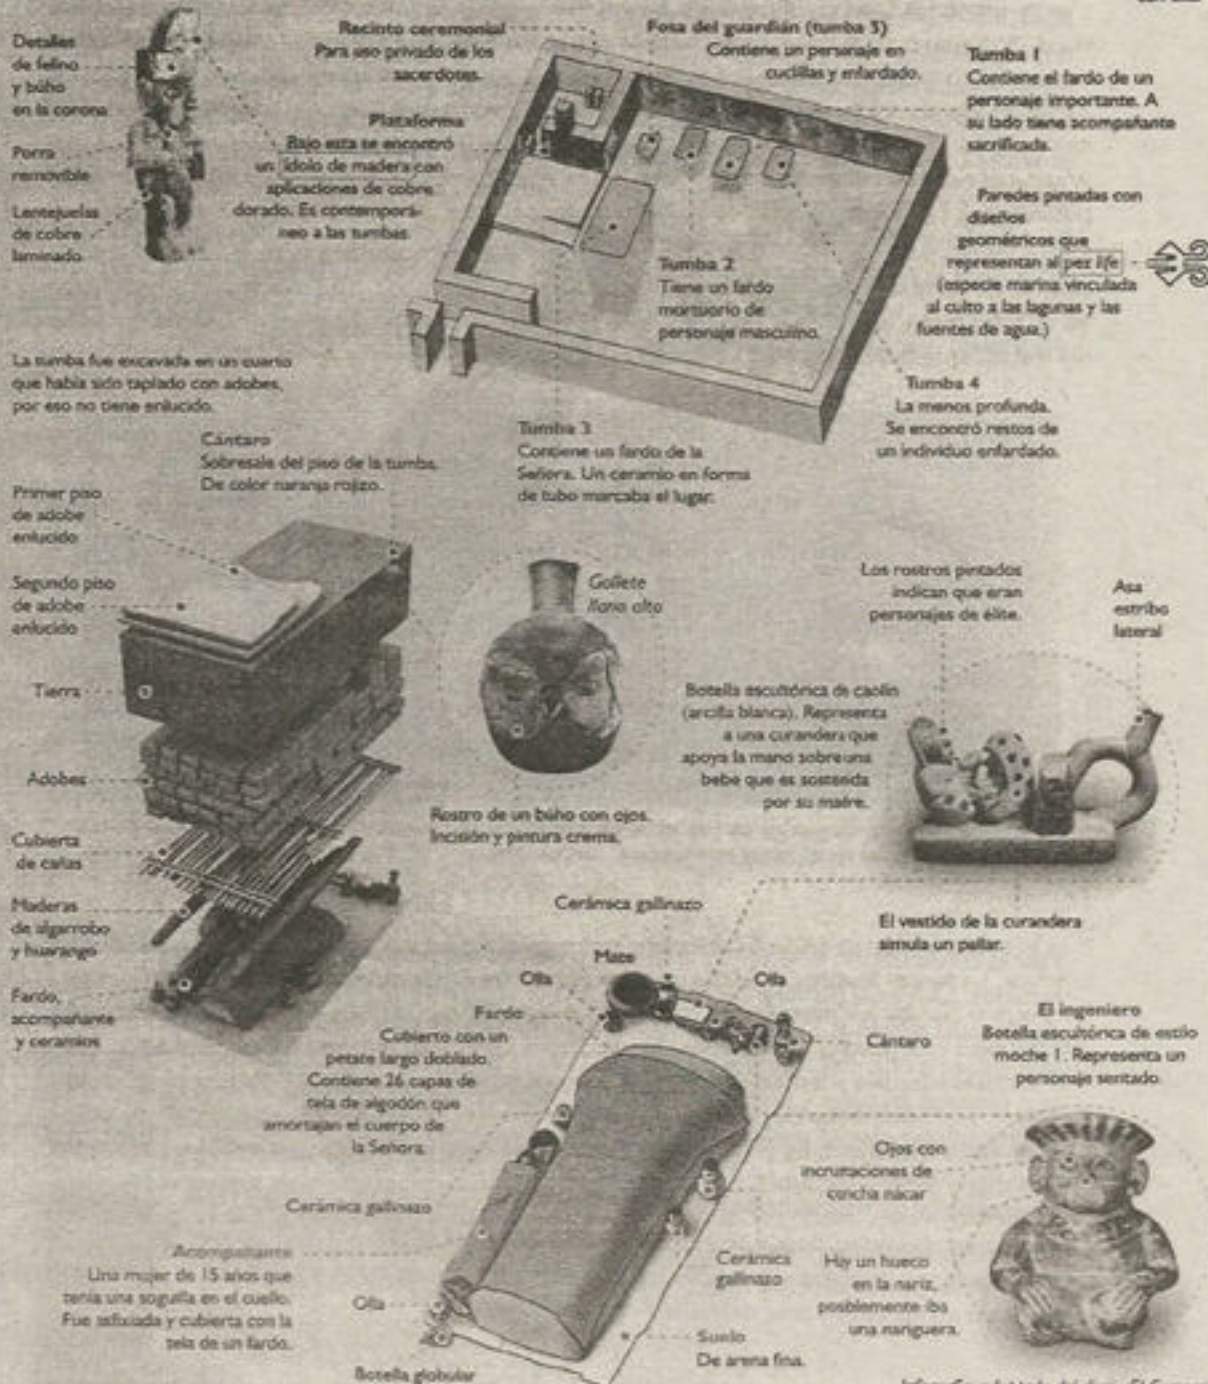 Detalles
de felino
y búho
en la corona
Porra
removible
Lentejuelas
de cobre
laminado.
Recinto ceremonial
Para uso privado de los
sacerdotes.
Plataforma
Bajo esta se encontró
un ídolo de madera con
aplicaciones de cobre
dorado. Es contemporá-
neo a las tumbas.
Fosa del guardián (tumba 5)
Contiene un personaje en
cuclillas y enfardado.
Tumba 1
Contiene el fardo de un
personaje importante. A
su lado tiene acompañante
sacrificada.
Paredes pintadas con
diseños
geométricos que
representan al pez life
(especie marina vinculada
al culto a las lagunas y las
fuentes de agua.)
Tumba 2
Tiene un fardo
mortuorio de
personaje masculino.
Tumba 4
La menos profunda.
Se encontró restos de
un individuo enfardado.
Tumba 3
Contiene un fardo de la
Señora. Un ceramio en forma
de tubo marcaba el lugar.
La tumba fue excavada en un cuarto
que había sido tapiado con adobes,
por eso no tiene enlucido.
Cántaro
Sobresale del piso de la tumba.
De color naranja rojizo.
Primer piso
de adobe
enlucido
Segundo piso
de adobe
enlucido
Tierra
Adobes
Cubierta
de cañas
Maderas
de algarrobo
y huarango
Fardo,
acompañante
y ceramios
Gollete
llano alto
Rostro de un búho con ojos.
Incisión y pintura crema.
Los rostros pintados
indican que eran
personajes de élite.
Asa
estribo
lateral
Botella escultórica de caolín
(arcilla blanca). Representa
a una curandera que
apoya la mano sobre una
bebe que es sostenida
por su madre.
El vestido de la curandera
simula un pallar.
Cerámica gallinazo
Mate
Olla
Olla
Cántaro
Fardo
Cubierto con un
petate largo doblado.
Contiene 26 capas de
tela de algodón que
amortajan el cuerpo de
la Señora.
Cerámica gallinazo
Acompañante
Una mujer de 15 años que
tenía una soguilla en el cuello.
Fue asfixiada y cubierta con la
tela de un fardo.
Olla
Botella globular
Cerámica
gallinazo
Suelo
De arena fina.
El ingeniero
Botella escultórica de estilo
moche 1. Representa un
personaje sentado.
Ojos con
incrustaciones de
concha nácar
Hay un hueco
en la nariz,
posiblemente iba
una nariguera.